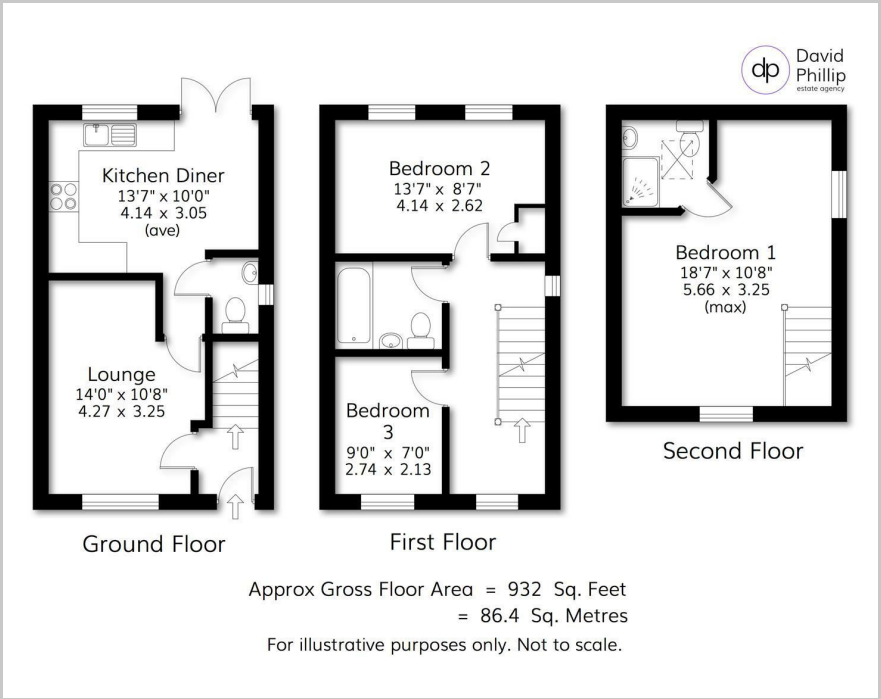 dp
David
Phillip
estate agency
Kitchen Diner
13'7" x 10'0"
4.14 x 3.05
(ave)
Lounge
14'0" x 10'8"
4.27 x 3.25
Ground Floor
Bedroom 2
13'7" x 8'7"
4.14 x 2.62
Bedroom
3
9'0" x 7'0"
2.74 x 2.13
First Floor
Bedroom 1
18'7" x 10'8"
5.66 x 3.25
(max)
Second Floor
Approx Gross Floor Area = 932 Sq. Feet
= 86.4 Sq. Metres
For illustrative purposes only. Not to scale.